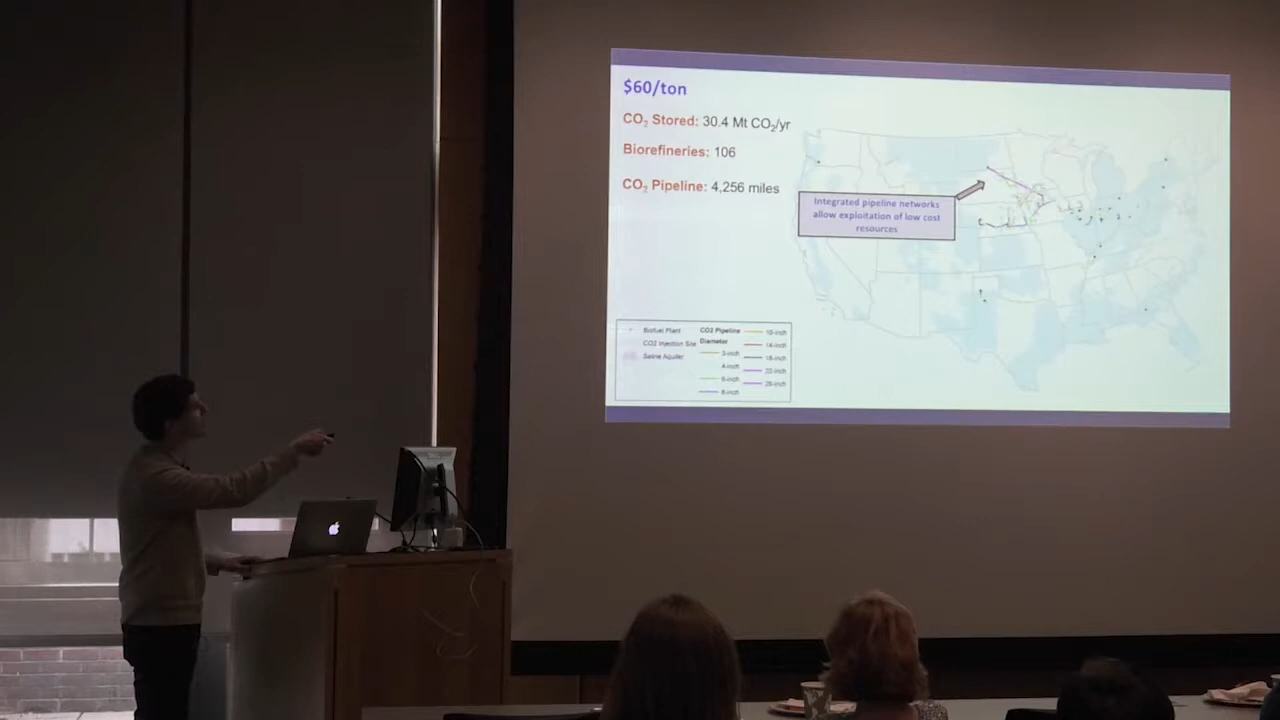 $60/ton
CO₂ Stored: 30.4 Mt CO₂/yr
Biorefineries: 106
CO₂ Pipeline: 4,256 miles
Integrated pipeline networks
allow exploitation of low cost
resources
Biofuel Plant
CO2 Injection Site
Saline Aquifer
CO2 Pipeline
Diameter
3-inch
4-inch
6-inch
8-inch
10-inch
14-inch
18-inch
22-inch
26-inch